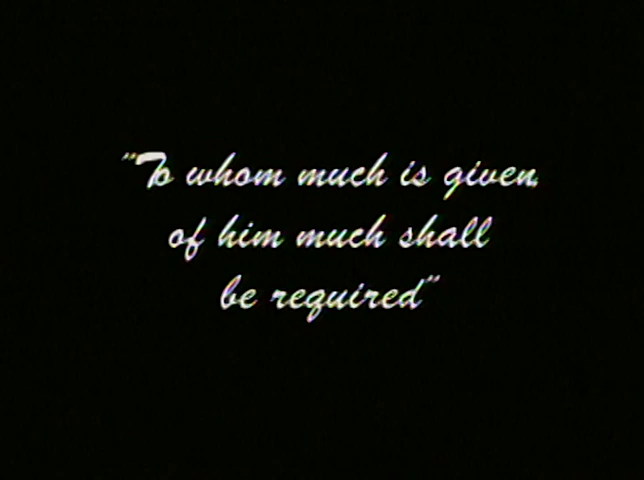 "To whom much is given,
of him much shall
be required"